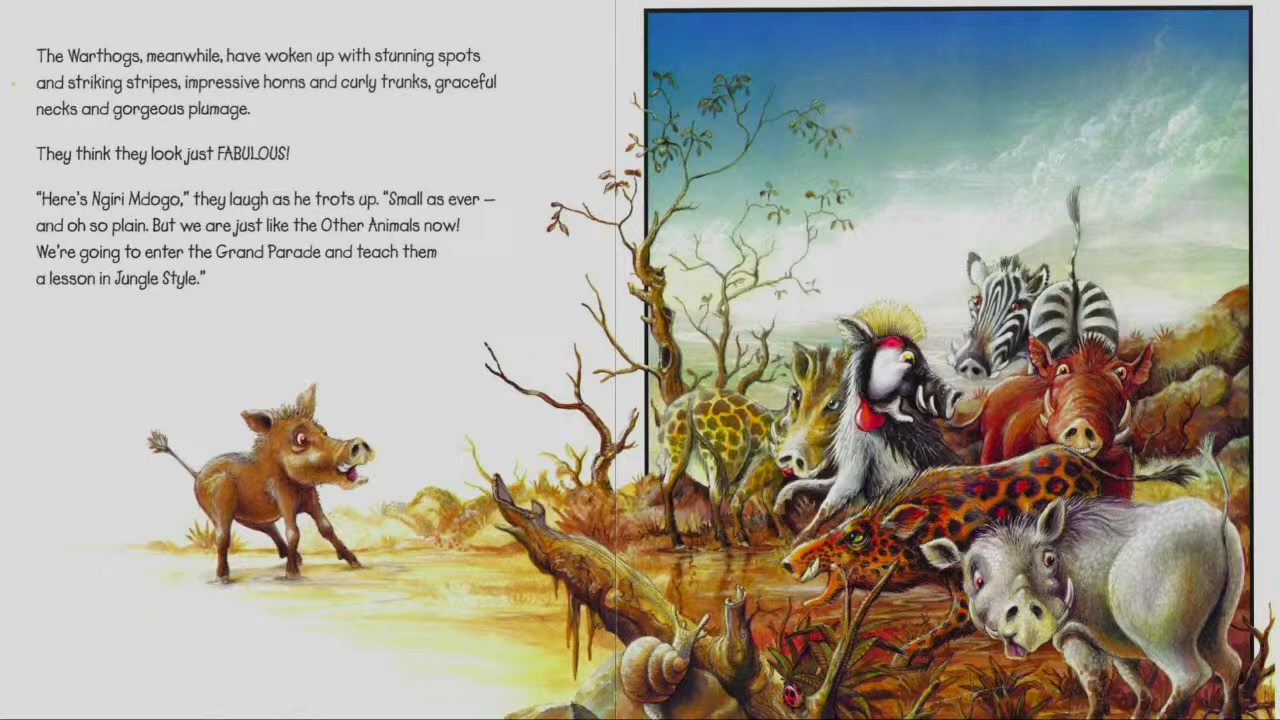 The Warthogs, meanwhile, have woken up with stunning spots
and striking stripes, impressive horns and curly trunks, graceful
necks and gorgeous plumage.
They think they look just FABULOUS!
“Here’s Ngiri Mdogo,” they laugh as he trots up. “Small as ever –
and oh so plain. But we are just like the Other Animals now!
We’re going to enter the Grand Parade and teach them
a lesson in Jungle Style.”